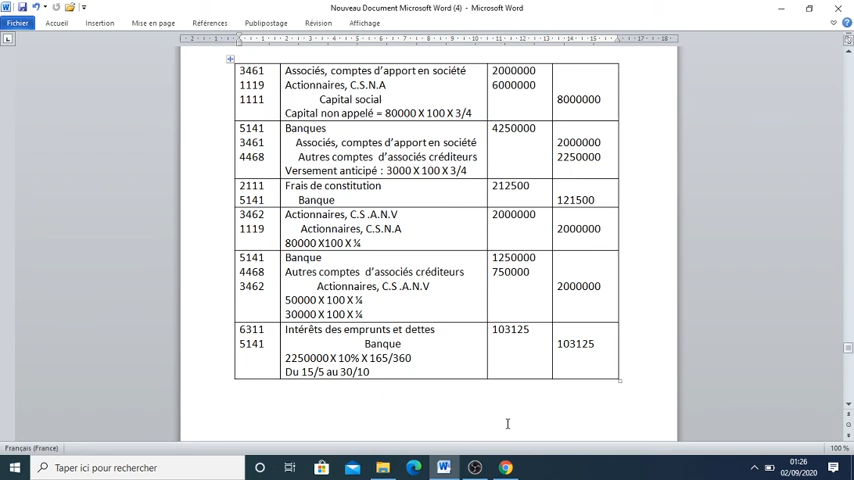 Nouveau Document Microsoft Word (4) - Microsoft Word
Fichier Accueil Insertion Mise en page Références Publipostage Révision Affichage
3461 Associés, comptes d'apport en société 2000000
1119 Actionnaires, C.S.N.A 6000000
1111 Capital social 8000000
Capital non appelé = 80000 X 100 X 3/4
5141 Banques 4250000
3461 Associés, comptes d'apport en société 2000000
4468 Autres comptes d'associés créditeurs 2250000
Versement anticipé : 3000 X 100 X 3/4
2111 Frais de constitution 212500
5141 Banque 121500
3462 Actionnaires, C.S .A.N.V 2000000
1119 Actionnaires, C.S.N.A 2000000
80000 X100 X ¼
5141 Banque 1250000
4468 Autres comptes d'associés créditeurs 750000
3462 Actionnaires, C.S .A.N.V 2000000
50000 X 100 X ¼
30000 X 100 X ¼
6311 Intérêts des emprunts et dettes 103125
5141 Banque 103125
2250000 X 10% X 165/360
Du 15/5 au 30/10
Français (France) 100 %
Taper ici pour rechercher
01:26
02/09/2020